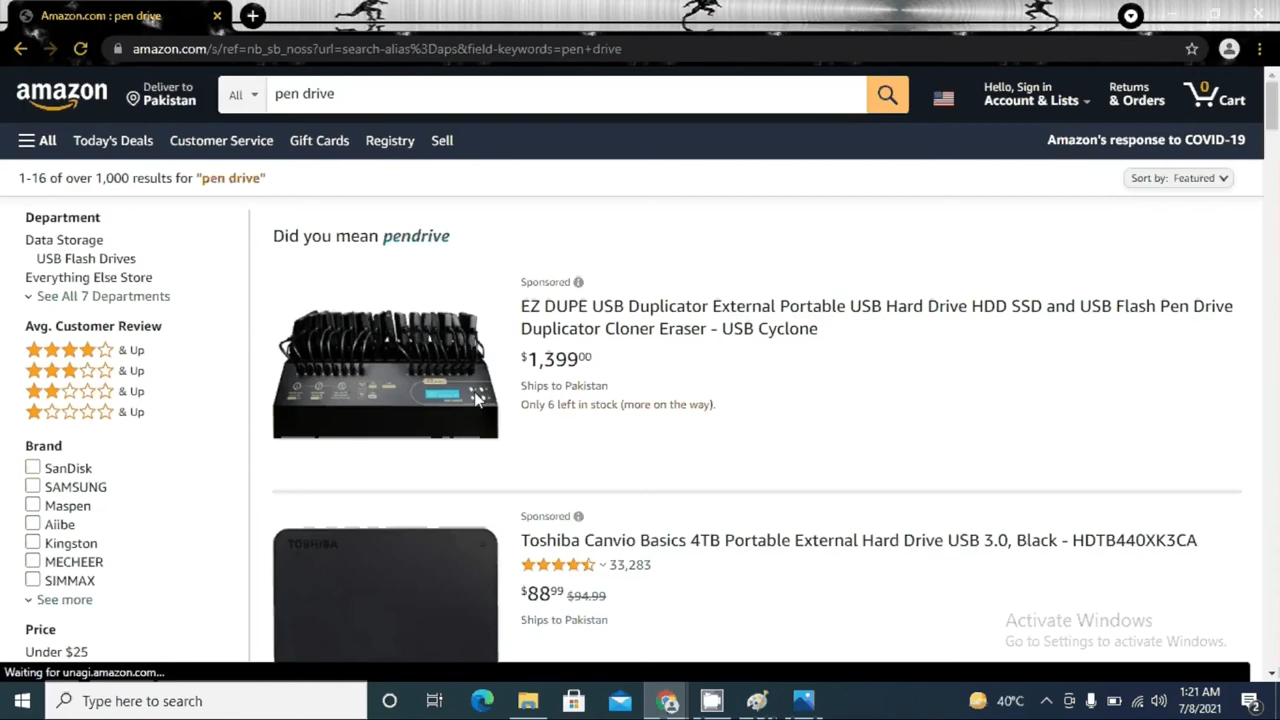 Amazon.com : pen drive
amazon.com/s/ref=nb_sb_noss?url=search-alias%3Daps&field-keywords=pen+drive
amazon
Deliver to
Pakistan
All
pen drive
Hello, Sign in
Account & Lists
Returns
& Orders
0
Cart
All
Today's Deals
Customer Service
Gift Cards
Registry
Sell
Amazon's response to COVID-19
1-16 of over 1,000 results for "pen drive"
Sort by: Featured
Department
Data Storage
USB Flash Drives
Everything Else Store
See All 7 Departments
Avg. Customer Review
& Up
& Up
& Up
& Up
Brand
SanDisk
SAMSUNG
Maspen
Aiibe
Kingston
MECHEER
SIMMAX
See more
Price
Under $25
Did you mean pendrive
Sponsored
EZ DUPE USB Duplicator External Portable USB Hard Drive HDD SSD and USB Flash Pen Drive
Duplicator Cloner Eraser - USB Cyclone
$1,39900
Ships to Pakistan
Only 6 left in stock (more on the way).
Sponsored
TOSHIBA
Toshiba Canvio Basics 4TB Portable External Hard Drive USB 3.0, Black - HDTB440XK3CA
33,283
$8899 $94.99
Ships to Pakistan
Activate Windows
Go to Settings to activate Windows.
Waiting for unagi.amazon.com...
Type here to search
40°C
1:21 AM
7/8/2021
2